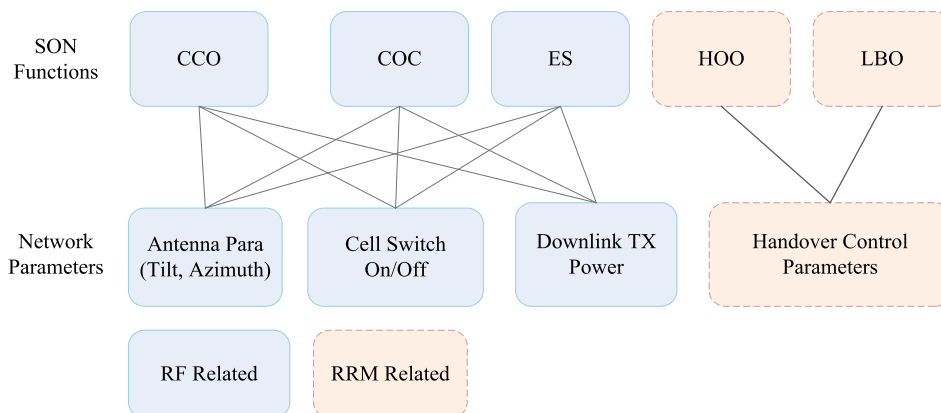 SON
Functions
CCO
COC
ES
HOO
LBO
Network
Parameters
Antenna Para
(Tilt, Azimuth)
Cell Switch
On/Off
Downlink TX
Power
Handover Control
Parameters
RF Related
RRM Related